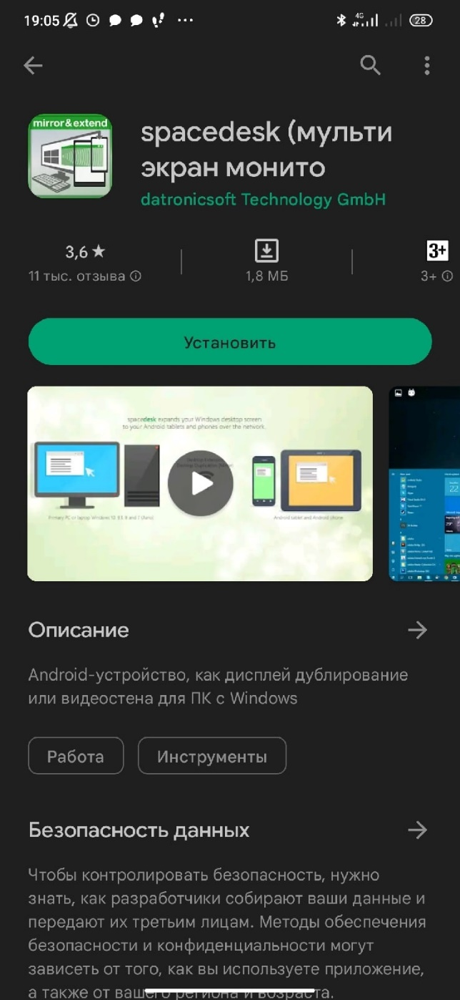 19:05
4G
28
mirror & extend
spacedesk (мульти
экран монито
datronicsoft Technology GmbH
3,6 ★
11 тыс. отзыва
1,8 МБ
3+
3+
Установить
spacedesk expands your Windows desktop screen
to your Android tablets and phones over the network.
Primary PC or laptop Windows 10, 8.1, 8 and 7 (Users)
Android tablet and Android phone
Описание
Android-устройство, как дисплей дублирование
или видеостена для ПК с Windows
Работа
Инструменты
Безопасность данных
Чтобы контролировать безопасность, нужно
знать, как разработчики собирают ваши данные и
передают их третьим лицам. Методы обеспечения
безопасности и конфиденциальности могут
зависеть от того, как вы используете приложение,
а также от вашего региона и возраста.